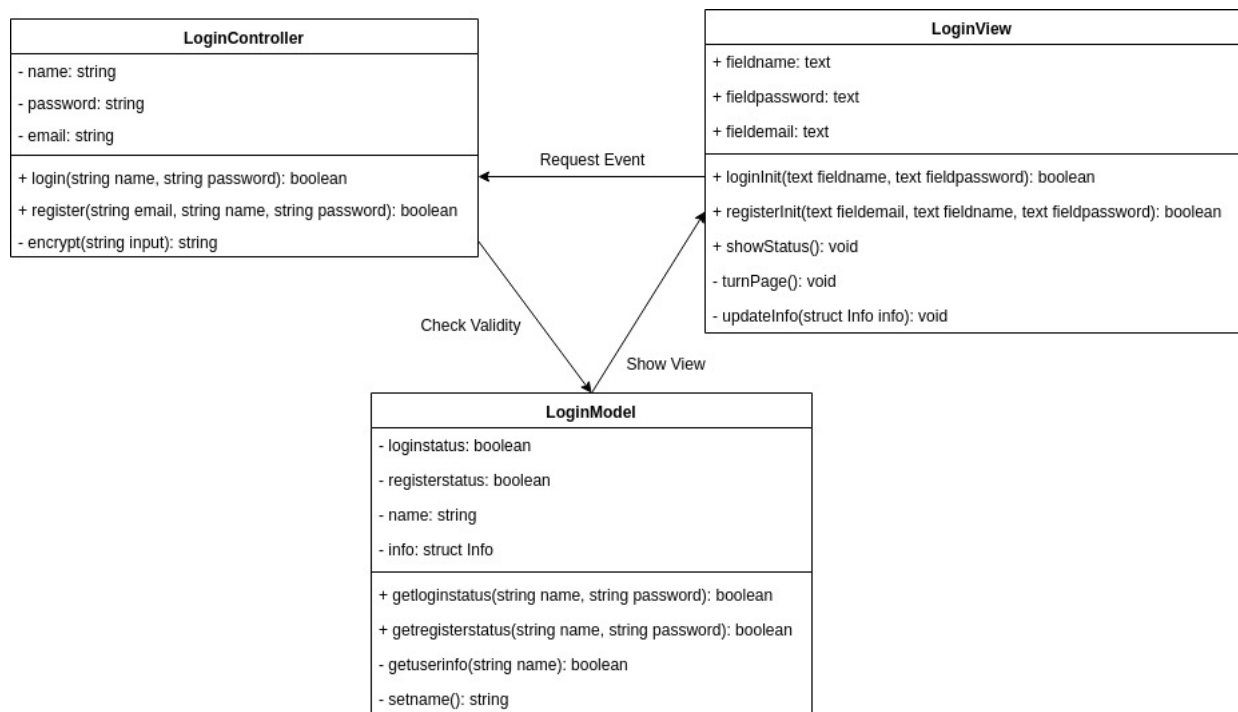 LoginController
- name: string
- password: string
- email: string
+ login(string name, string password): boolean
+ register(string email, string name, string password): boolean
- encrypt(string input): string
Request Event
LoginView
+ fieldname: text
+ fieldpassword: text
+ fieldemail: text
+ loginInit(text fieldname, text fieldpassword): boolean
+ registerInit(text fieldemail, text fieldname, text fieldpassword): boolean
+ showStatus(): void
- turnPage(): void
- updateInfo(struct Info info): void
Check Validity
Show View
LoginModel
- loginstatus: boolean
- registerstatus: boolean
- name: string
- info: struct Info
+ getloginstatus(string name, string password): boolean
+ getregisterstatus(string name, string password): boolean
- getuserinfo(string name): boolean
- setname(): string